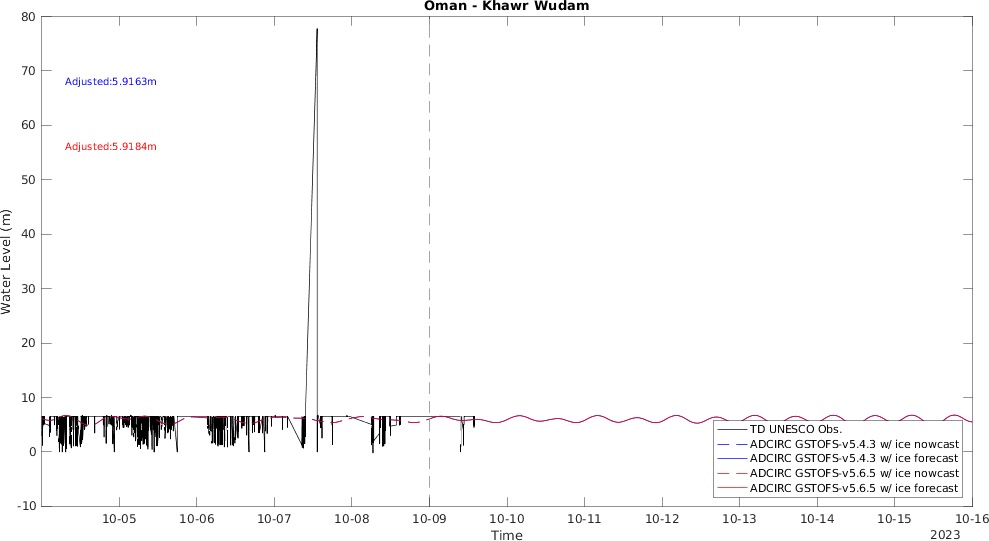 Oman - Khawr Wudam
80
70
60
50
40
30
20
10
0
-10
Water Level (m)
Adjusted:5.9163m
Adjusted:5.9184m
TD UNESCO Obs.
ADCIRC GSTOFS-v5.4.3 w/ ice nowcast
ADCIRC GSTOFS-v5.4.3 w/ ice forecast
ADCIRC GSTOFS-v5.6.5 w/ ice nowcast
ADCIRC GSTOFS-v5.6.5 w/ ice forecast
10-05 10-06 10-07 10-08 10-09 10-10 10-11 10-12 10-13 10-14 10-15 10-16
Time
2023